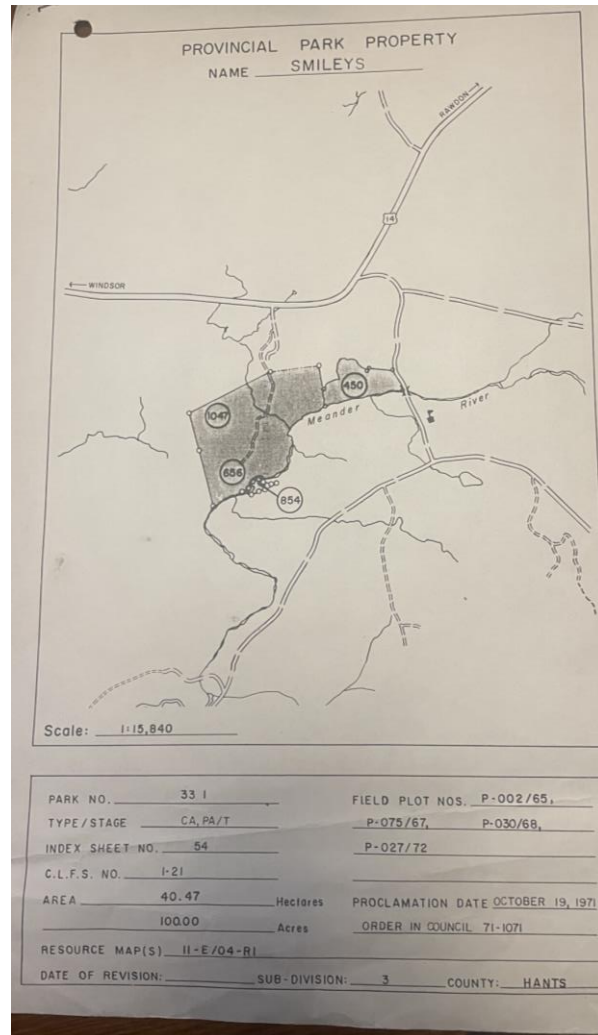 PROVINCIAL PARK PROPERTY
NAME SMILEYS
RAWDON
14
WINDSOR
1047
450
Meander River
656
854
Scale: 1:15,840
PARK NO. 33 1
TYPE/STAGE CA, PA/T
INDEX SHEET NO. 54
C.L.F.S. NO. 1-21
AREA 40.47 Hectares
100.00 Acres
RESOURCE MAP(S) 11-E/04-R1
DATE OF REVISION: SUB-DIVISION: 3 COUNTY: HANTS
FIELD PLOT NOS. P-002/65,
P-075/67, P-030/68,
P-027/72
PROCLAMATION DATE OCTOBER 19, 1971
ORDER IN COUNCIL 71-1071